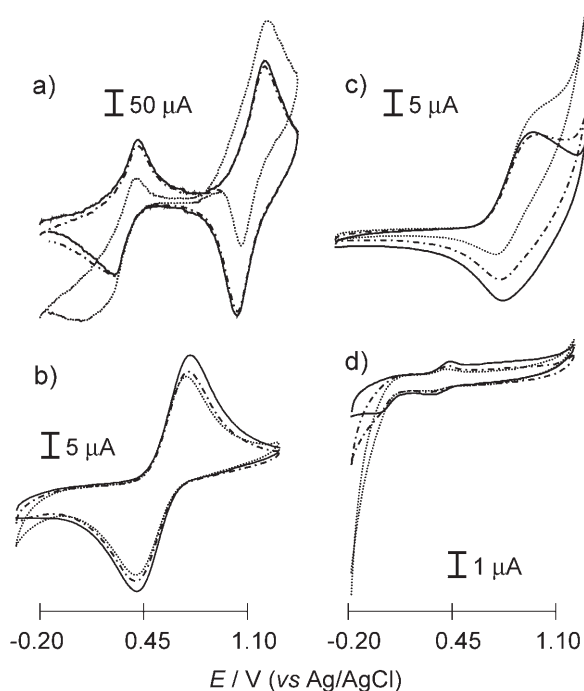 a)
50 μA
c)
5 μA
b)
5 μA
d)
1 μA
-0.20 0.45 1.10 -0.20 0.45 1.10
E / V (vs Ag/AgCl)